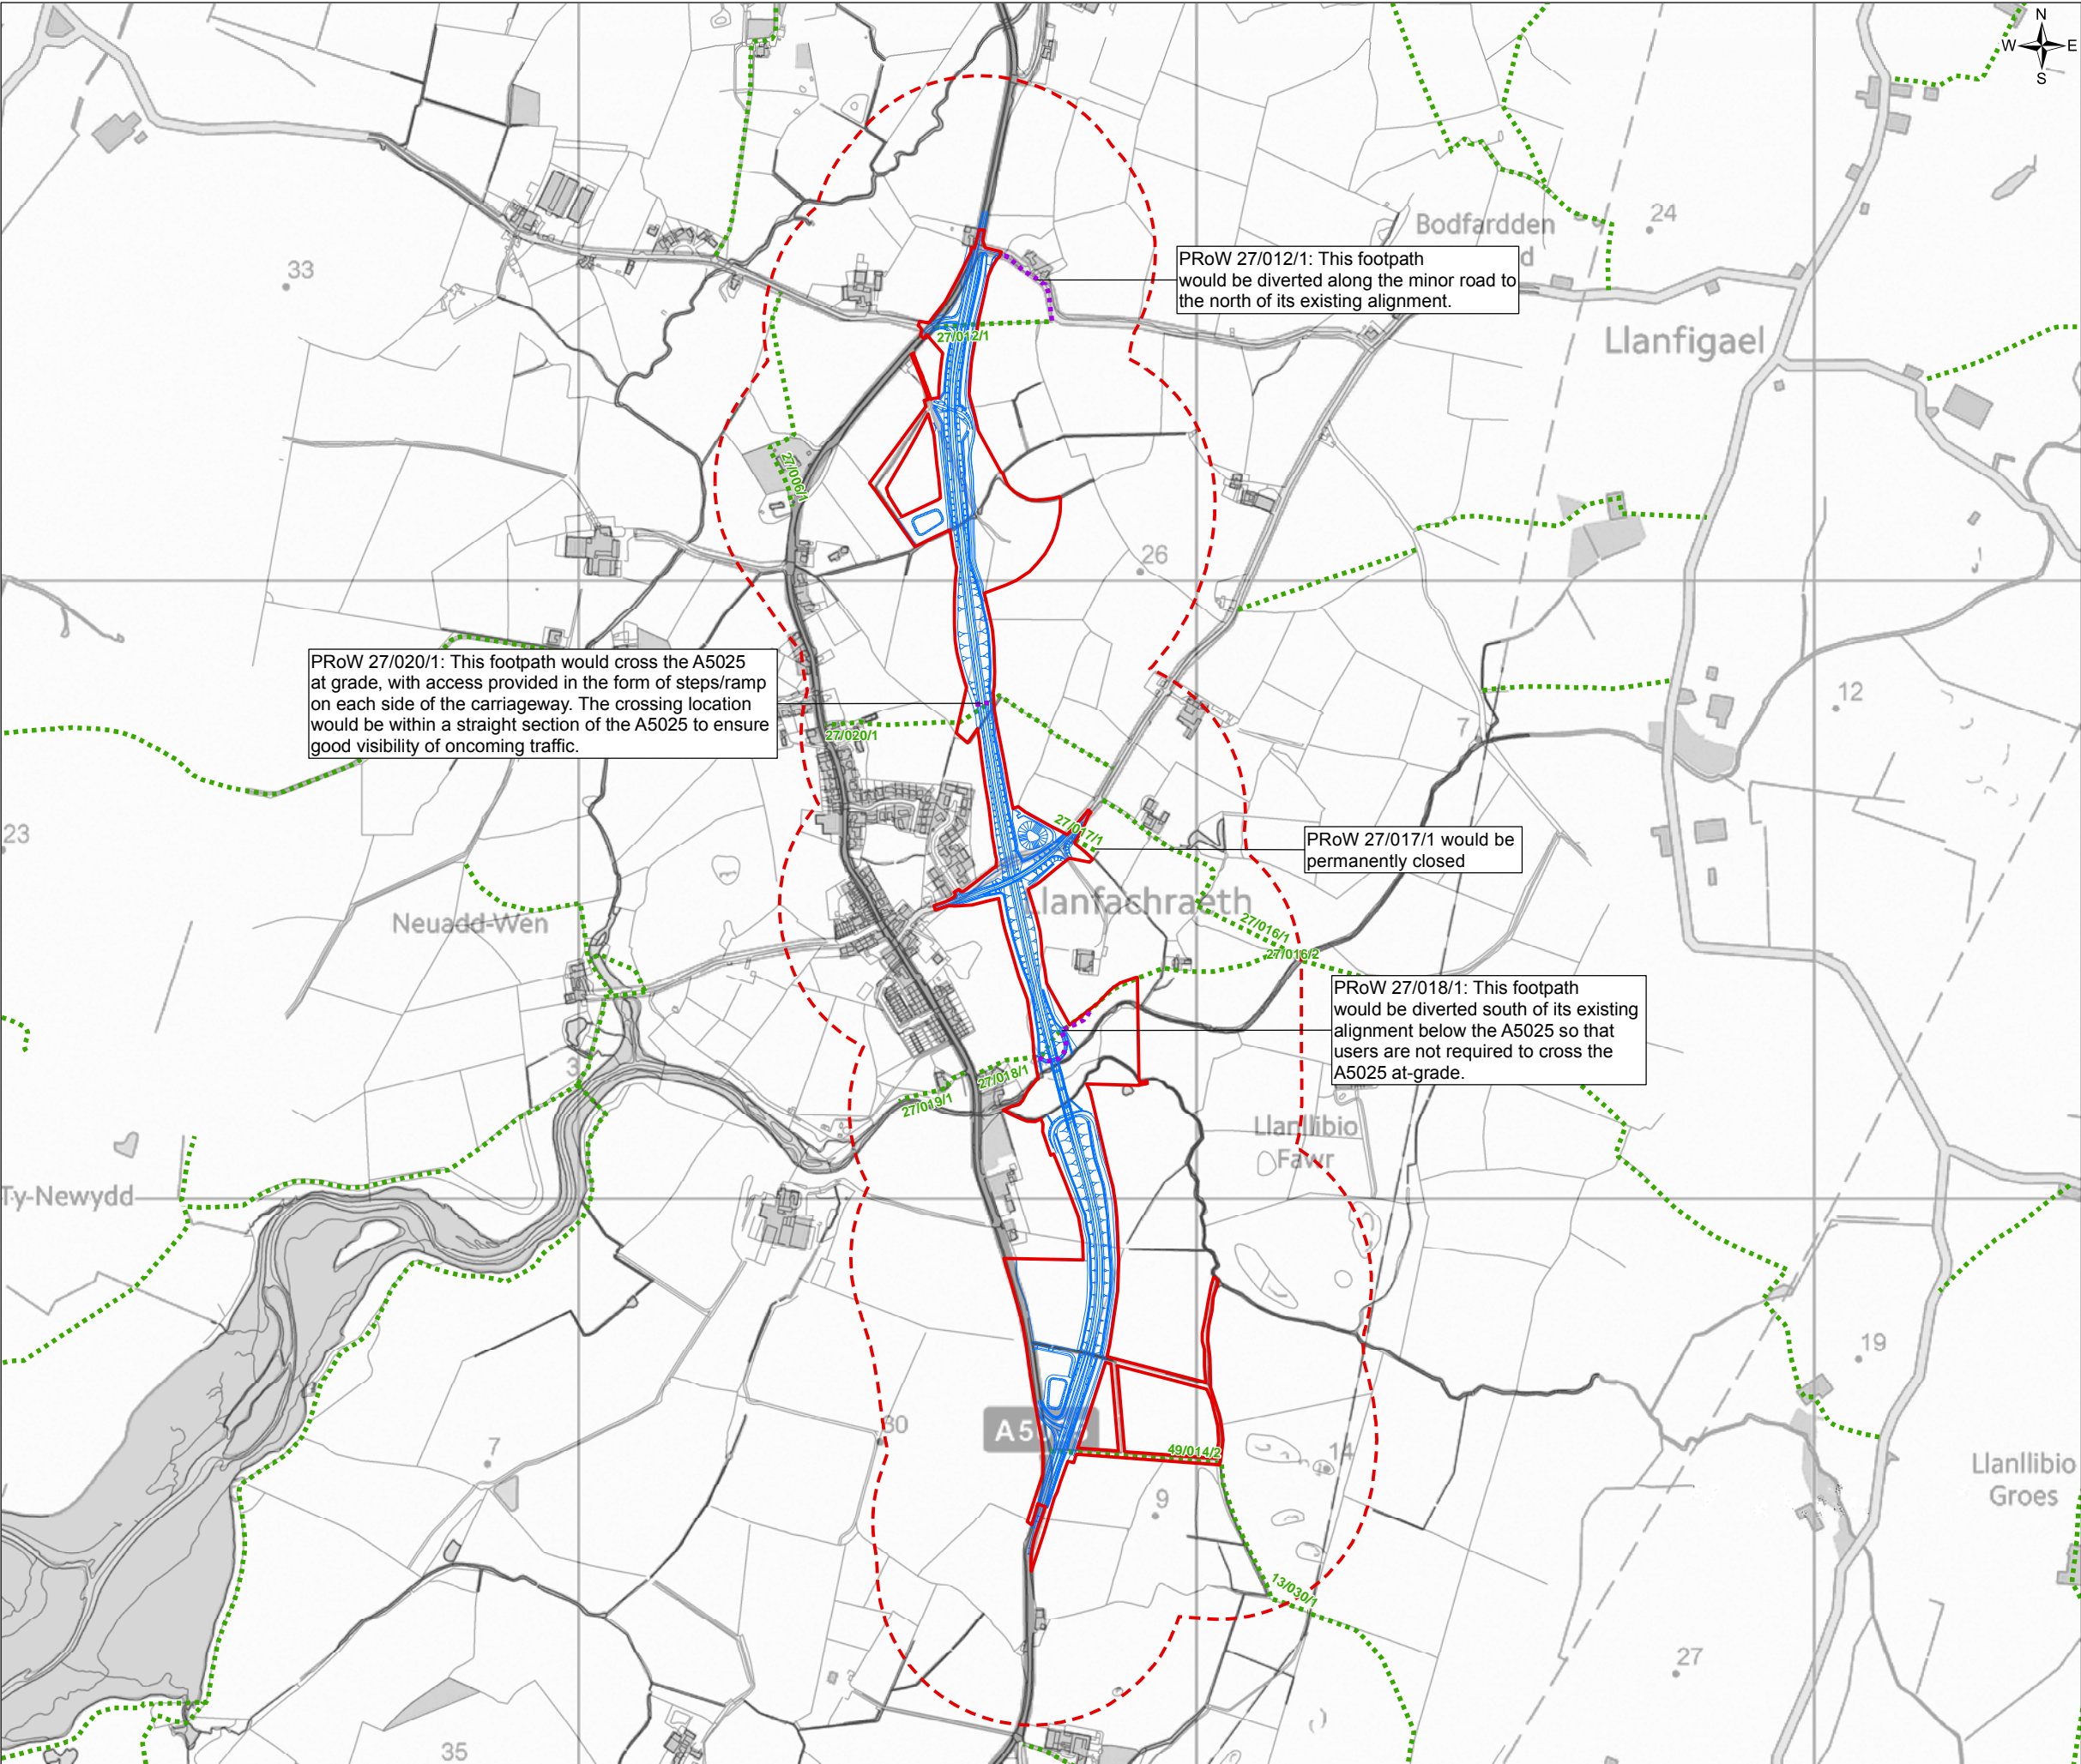 N
W E
S
24
Bodfardden
d
33
PRoW 27/012/1: This footpath
would be diverted along the minor road to
the north of its existing alignment.
27/012/1
Llanfigael
27/006/1
26
PRoW 27/020/1: This footpath would cross the A5025
at grade, with access provided in the form of steps/ramp
on each side of the carriageway. The crossing location
would be within a straight section of the A5025 to ensure
good visibility of oncoming traffic.
12
7
27/020/1
23
27/017/1
PRoW 27/017/1 would be
permanently closed
Llanfachraeth
Neuadd-Wen
27/016/1
27/016/2
PRoW 27/018/1: This footpath
would be diverted south of its existing
alignment below the A5025 so that
users are not required to cross the
A5025 at-grade.
3
27/018/1
27/019/1
Llanllibio
Fawr
Ty-Newydd
19
30
A5
7
49/014/2
14
Llanllibio
Groes
9
13/030/1
27
35